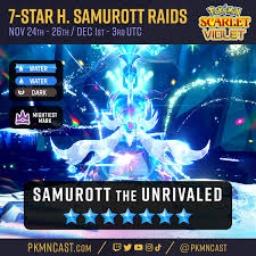 7-STAR H. SAMUROTT RAIDS
NOV 24TH - 26TH / DEC 1ST - 3RD UTC
POKÉMON
SCARLET
VIOLET
WATER
WATER
DARK
MIGHTIEST
MARK
SAMUROTT THE UNRIVALED
PKMNCAST.COM / / @PKMNCAST